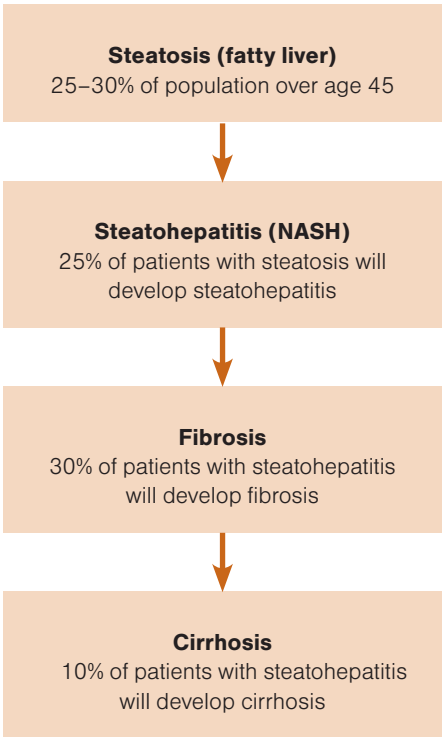 Steatosis (fatty liver)
25–30% of population over age 45
Steatohepatitis (NASH)
25% of patients with steatosis will
develop steatohepatitis
Fibrosis
30% of patients with steatohepatitis
will develop fibrosis
Cirrhosis
10% of patients with steatohepatitis
will develop cirrhosis